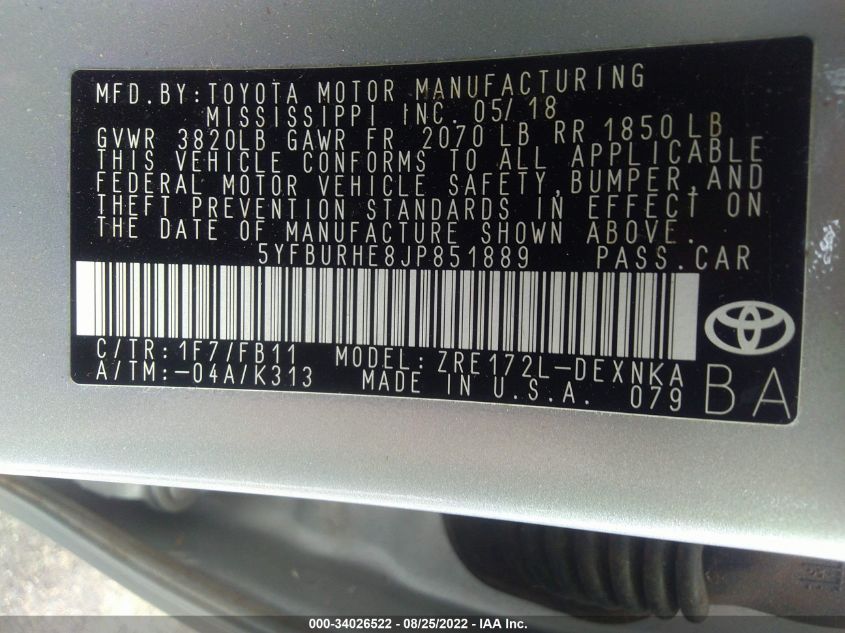 MFD.BY:TOYOTA MOTOR MANUFACTURING
MISSISSIPPI INC. 05/18
GVWR 3820LB GAWR FR 2070 LB RR 1850 LB
THIS VEHICLE CONFORMS TO ALL APPLICABLE
FEDERAL MOTOR VEHICLE SAFETY,BUMPER,AND
THEFT PREVENTION STANDARDS IN EFFECT ON
THE DATE OF MANUFACTURE SHOWN ABOVE.
5YFBURHE8JP851889 PASS.CAR
C/TR:1F7/FB11 MODEL:ZRE172L-DEXNKA
A/TM:-04A/K313 MADE IN U.S.A. 079
BA
000-34026522 - 08/25/2022 - IAA Inc.